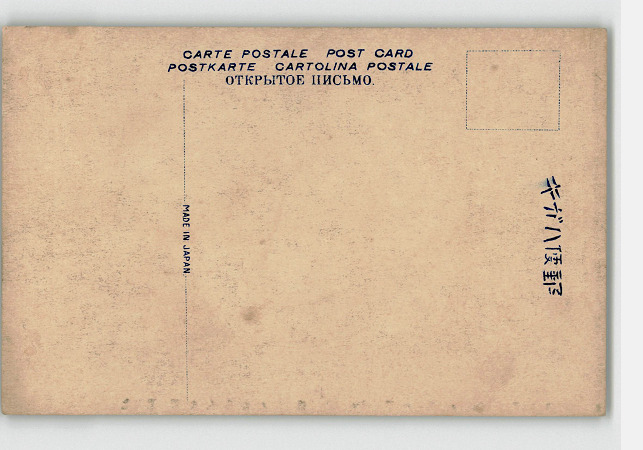 CARTE POSTALE POST CARD
POSTKARTE CARTOLINA POSTALE
ОТКРЫТОЕ ПИСЬМО.
MADE IN JAPAN.
キガハ便郵